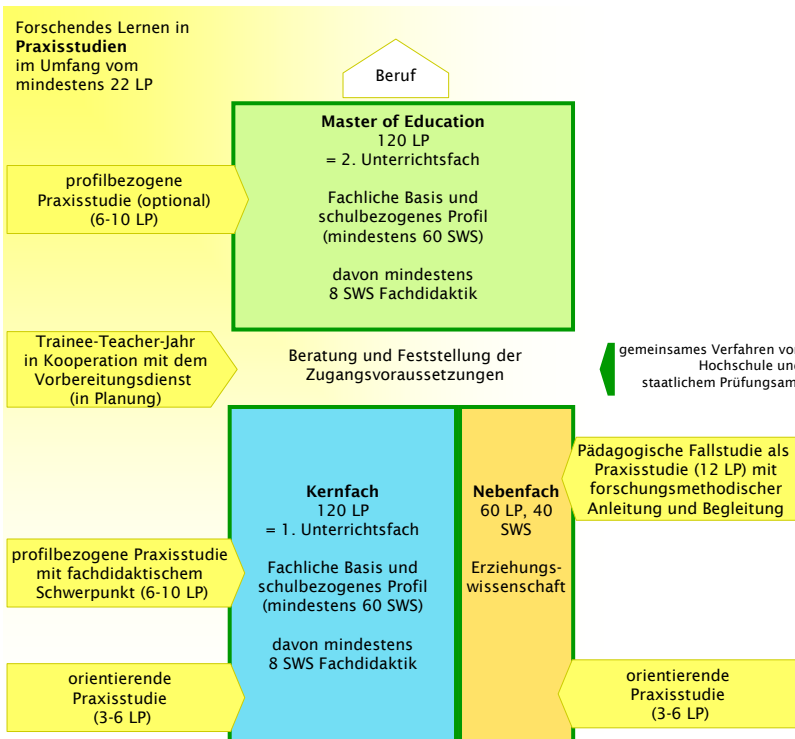 Forschendes Lernen in
Praxisstudien
im Umfang vom
mindestens 22 LP
Beruf
Master of Education
120 LP
= 2. Unterrichtsfach
Fachliche Basis und
schulbezogenes Profil
(mindestens 60 SWS)
davon mindestens
8 SWS Fachdidaktik
profilbezogene
Praxisstudie (optional)
(6-10 LP)
Trainee-Teacher-Jahr
in Kooperation mit dem
Vorbereitungsdienst
(in Planung)
Beratung und Feststellung der
Zugangsvoraussetzungen
gemeinsames Verfahren von
Hochschule und
staatlichem Prüfungsam
Kernfach
120 LP
= 1. Unterrichtsfach
Fachliche Basis und
schulbezogenes Profil
(mindestens 60 SWS)
davon mindestens
8 SWS Fachdidaktik
Nebenfach
60 LP, 40
SWS
Erziehungs-
wissenschaft
Pädagogische Fallstudie als
Praxisstudie (12 LP) mit
forschungsmethodischer
Anleitung und Begleitung
profilbezogene Praxisstudie
mit fachdidaktischem
Schwerpunkt (6-10 LP)
orientierende
Praxisstudie
(3-6 LP)
orientierende
Praxisstudie
(3-6 LP)